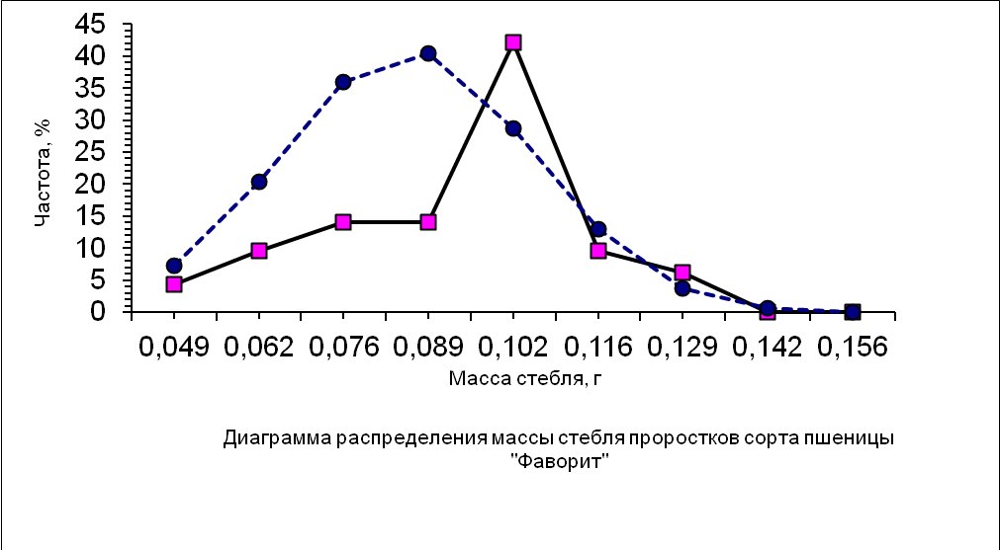 45
40
35
30
25
20
15
10
5
0
Частота, %
0,049 0,062 0,076 0,089 0,102 0,116 0,129 0,142 0,156
Масса стебля, г
Диаграмма распределения массы стебля проростков сорта пшеницы
"Фаворит"